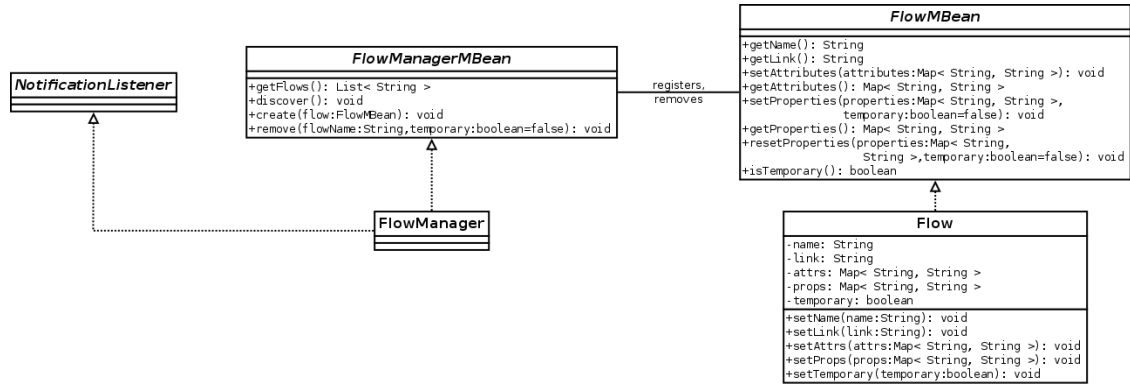 NotificationListener
FlowManagerMBean
+getFlows(): List< String >
+discover(): void
+create(flow:FlowMBean): void
+remove(flowName:String,temporary:boolean=false): void
FlowManager
registers,
removes
FlowMBean
+getName(): String
+getLink(): String
+setAttributes(attributes:Map< String, String >): void
+getAttributes(): Map< String, String >
+setProperties(properties:Map< String, String >,
temporary:boolean=false): void
+getProperties(): Map< String, String >
+resetProperties(properties:Map< String,
String >,temporary:boolean=false): void
+isTemporary(): boolean
Flow
-name: String
-link: String
-attrs: Map< String, String >
-props: Map< String, String >
-temporary: boolean
+setName(name:String): void
+setLink(link:String): void
+setAttrs(attrs:Map< String, String >): void
+setProps(props:Map< String, String >): void
+setTemporary(temporary:boolean): void